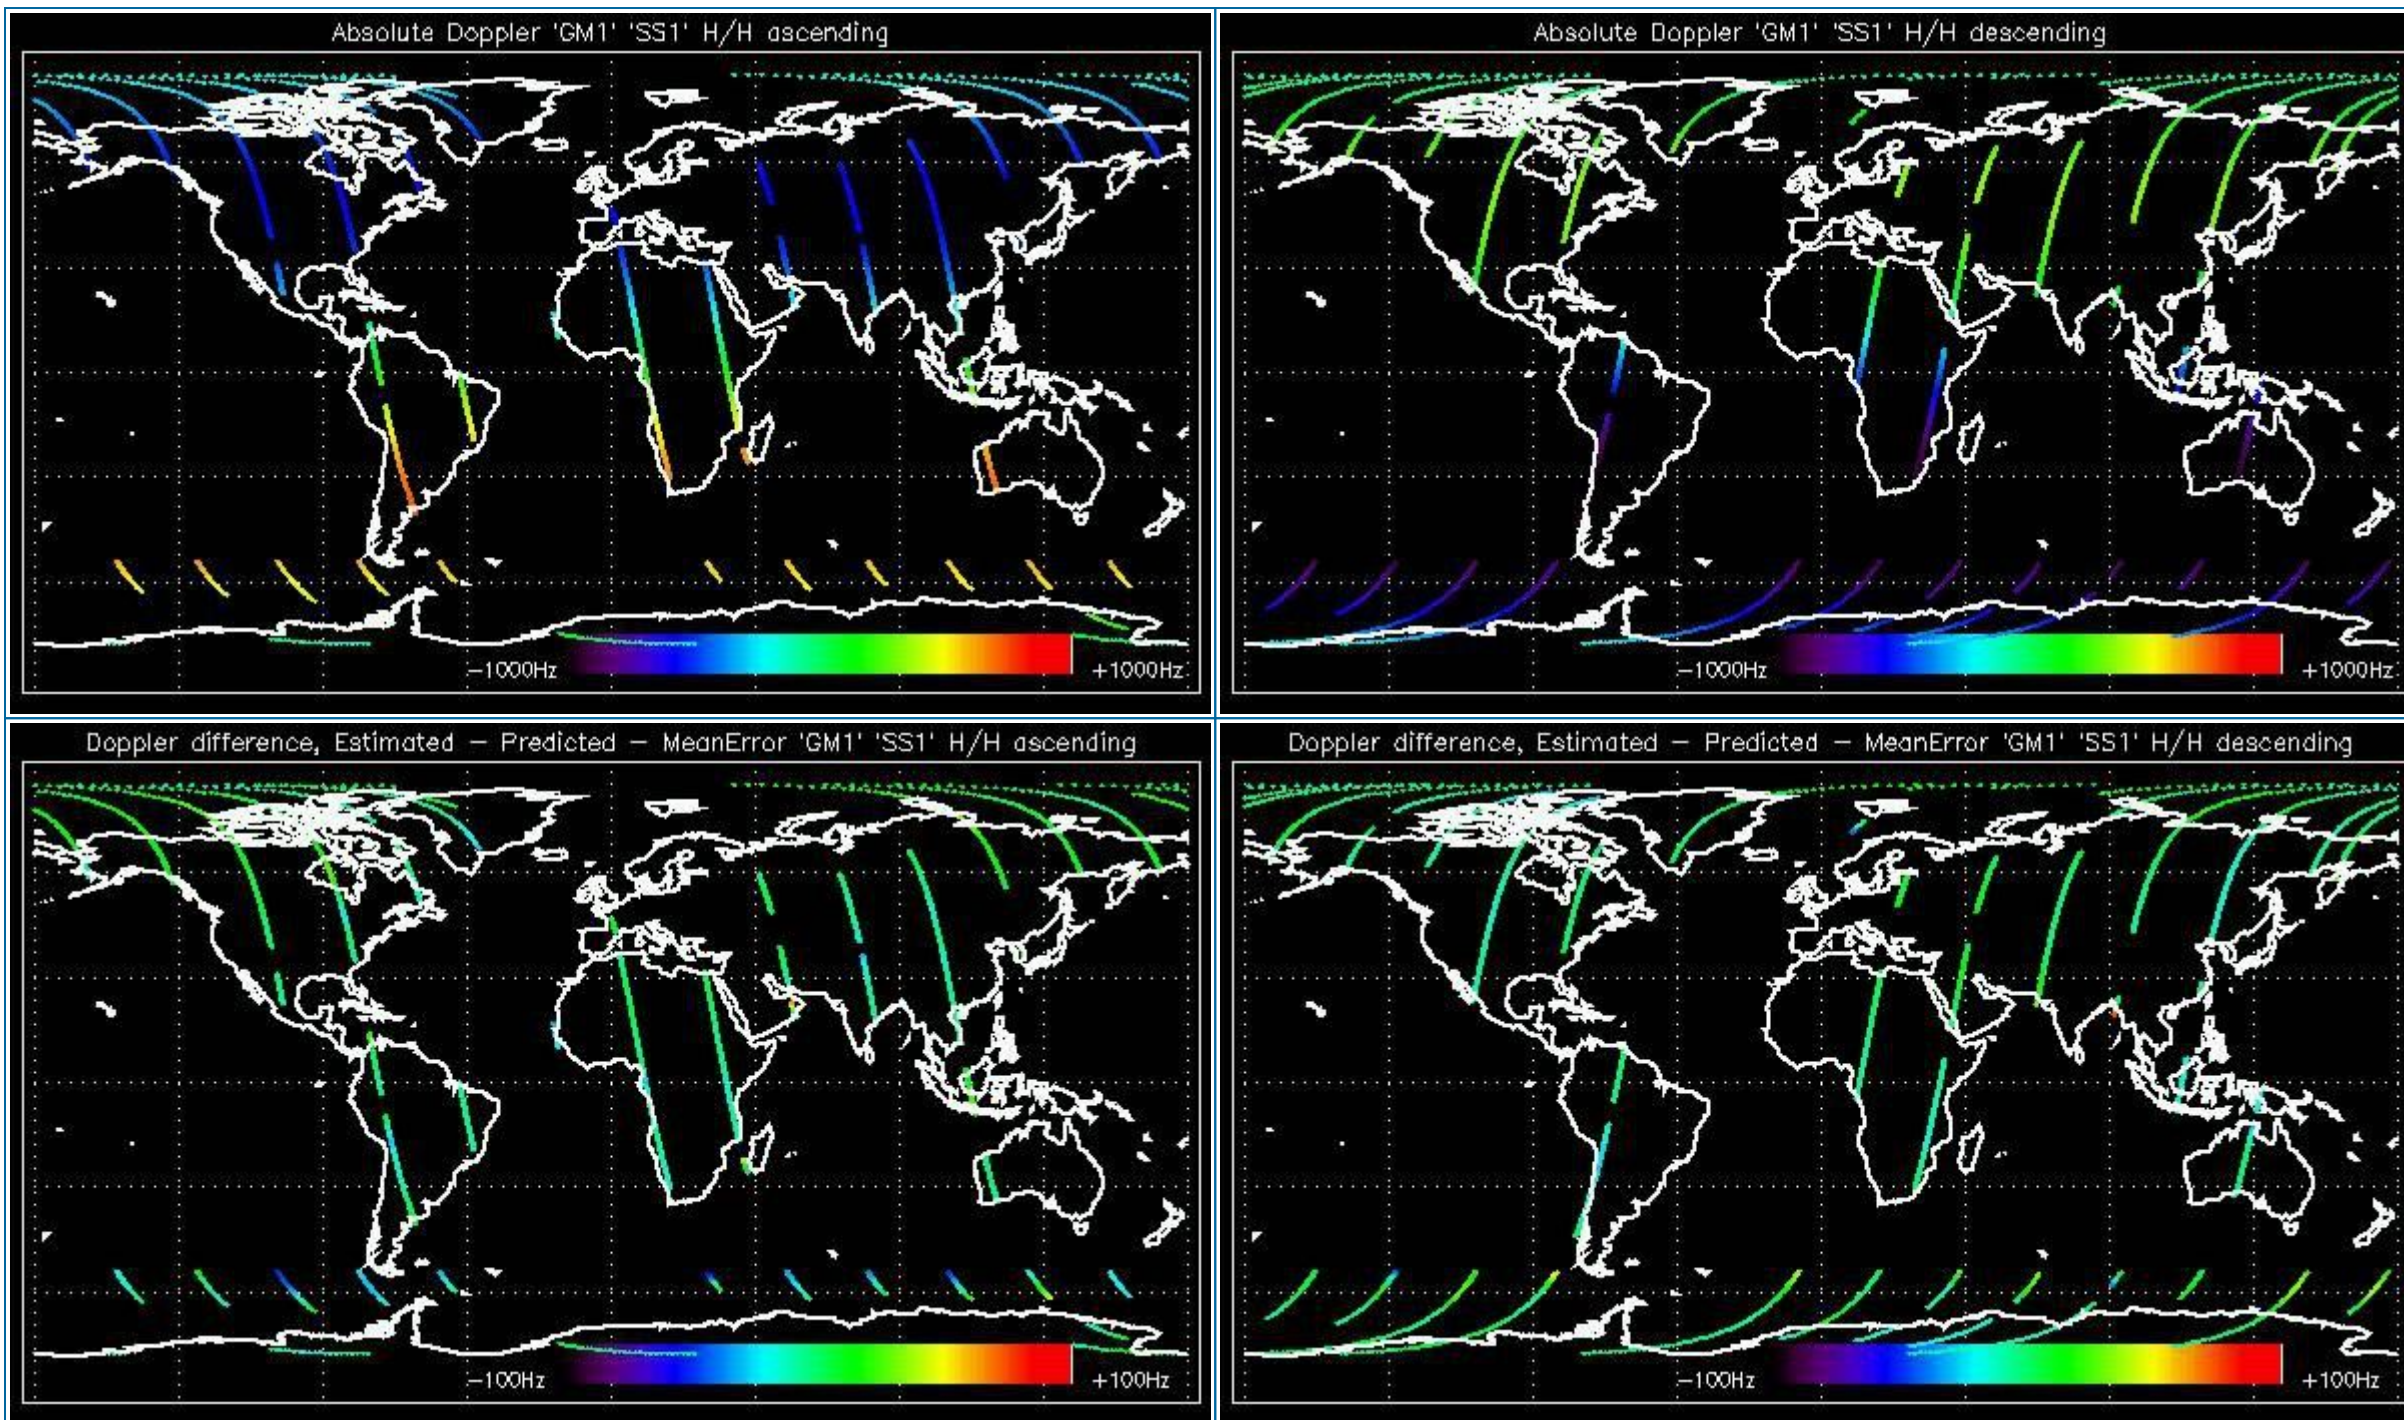 Absolute Doppler 'GM1' 'SS1' H/H ascending
-1000Hz
+1000Hz
Absolute Doppler 'GM1' 'SS1' H/H descending
-1000Hz
+1000Hz
Doppler difference, Estimated - Predicted - MeanError 'GM1' 'SS1' H/H ascending
-100Hz
+100Hz
Doppler difference, Estimated - Predicted - MeanError 'GM1' 'SS1' H/H descending
-100Hz
+100Hz